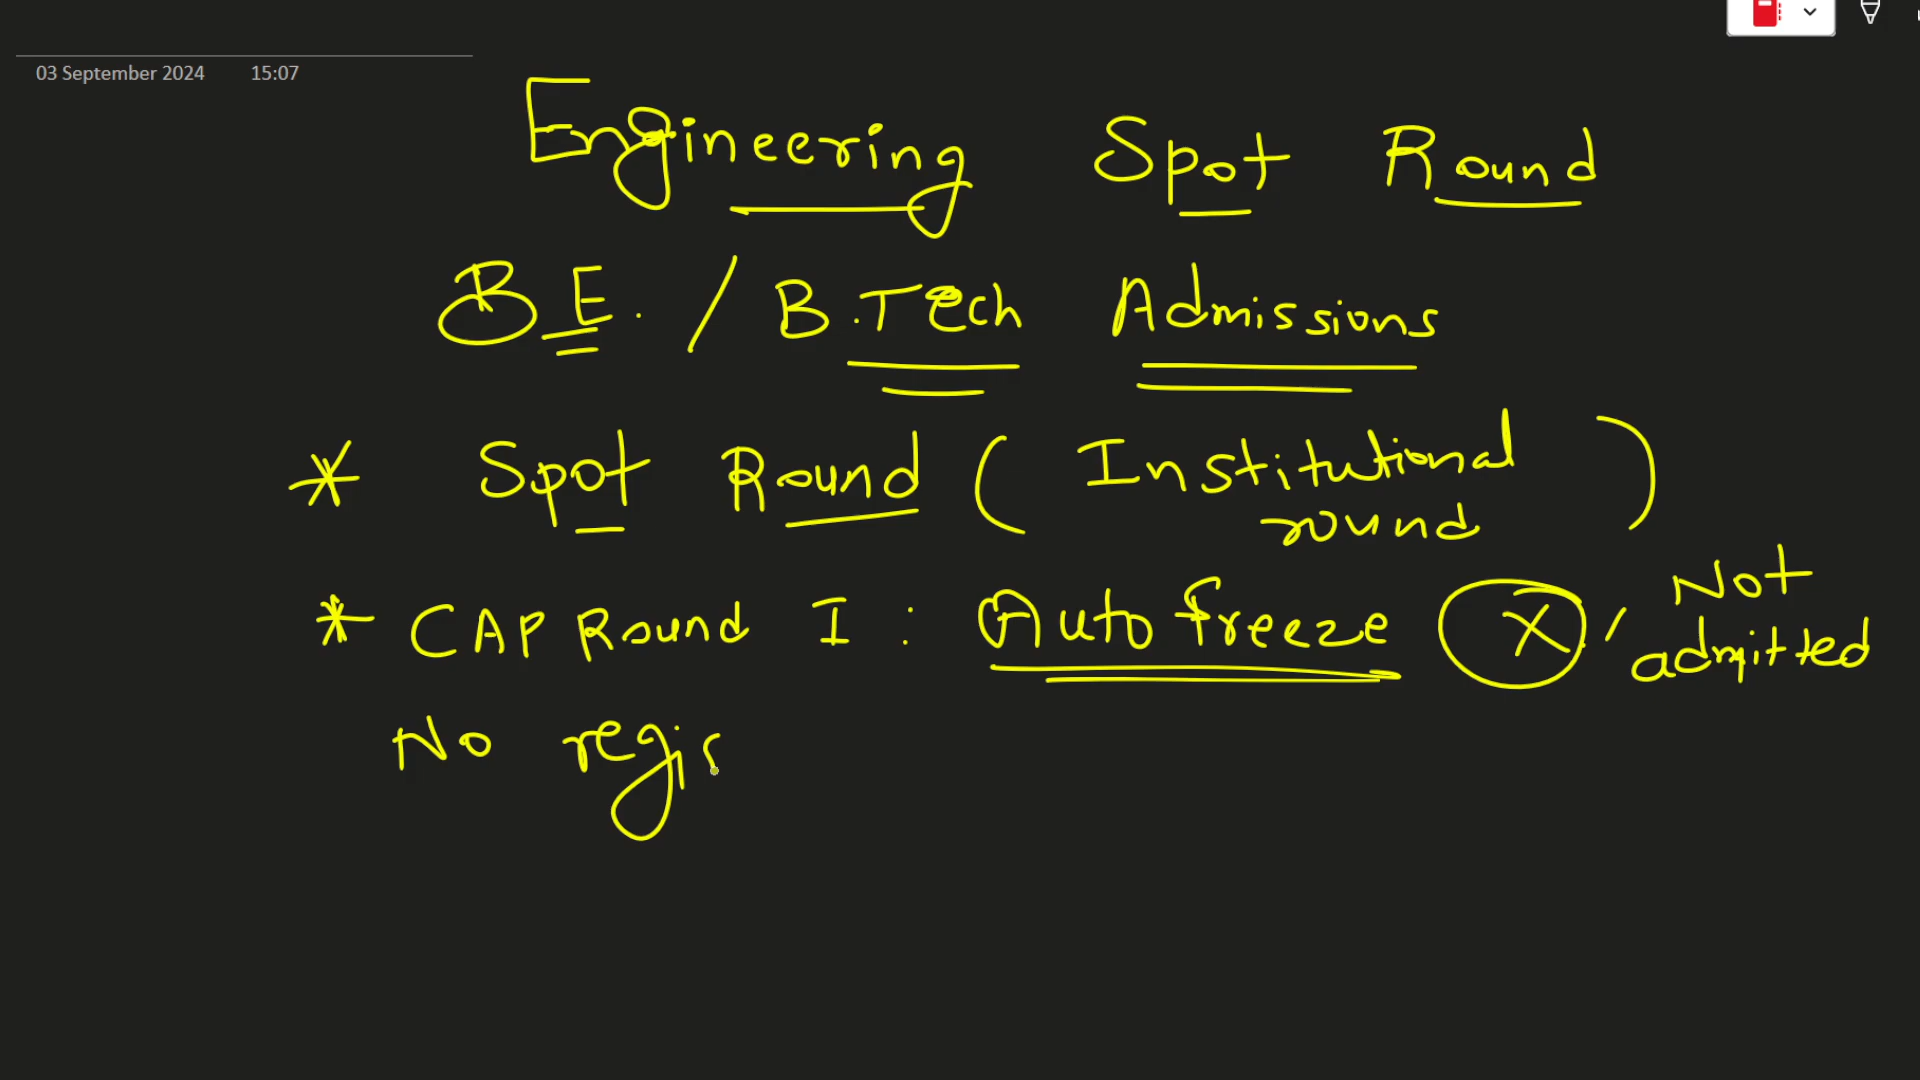 03 September 2024 15:07
Engineering Spot Round
B.E. / B.Tech Admissions
* Spot Round ( Institutional round )
* CAP Round I : Auto freeze X / Not admitted
No regis